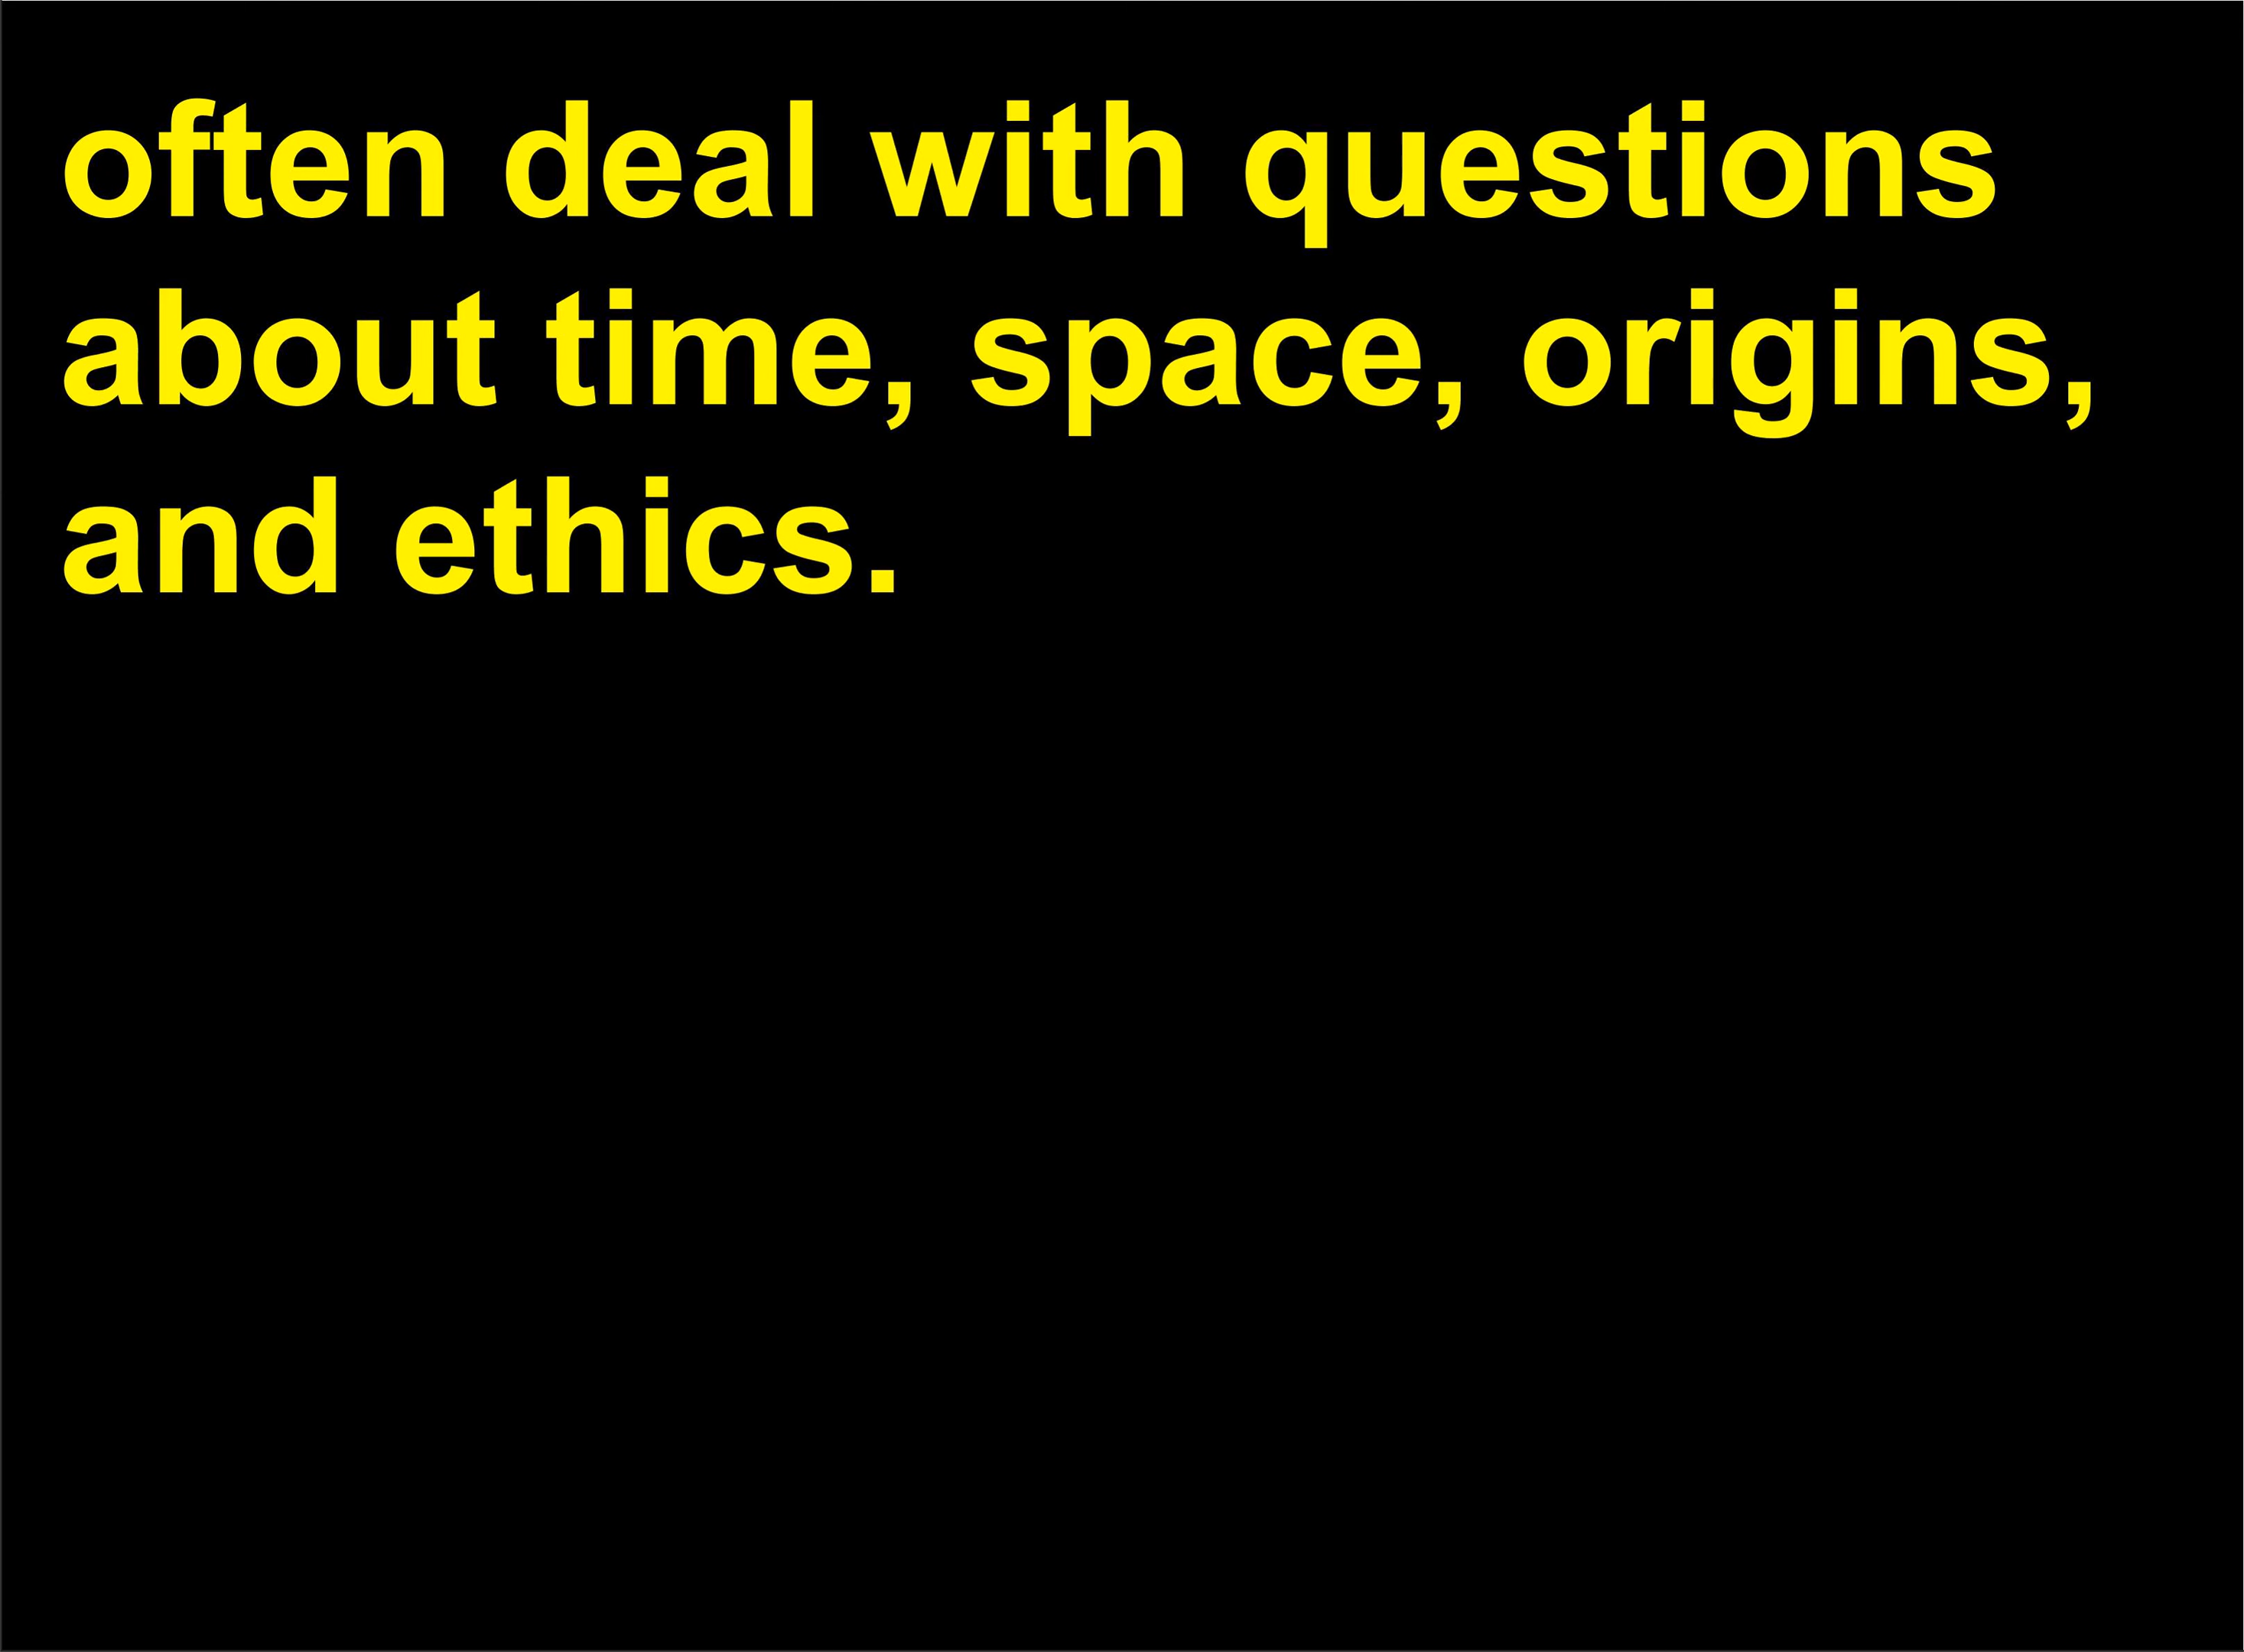 often deal with questions
about time, space, origins,
and ethics.